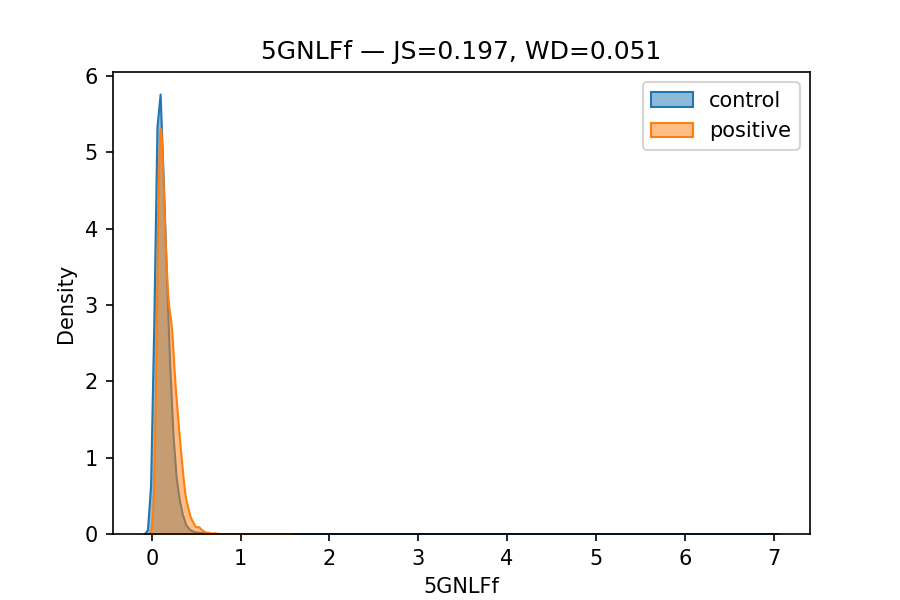 5GNLFf — JS=0.197, WD=0.051
control
positive
Density
6
5
4
3
2
1
0
0 1 2 3 4 5 6 7
5GNLFf